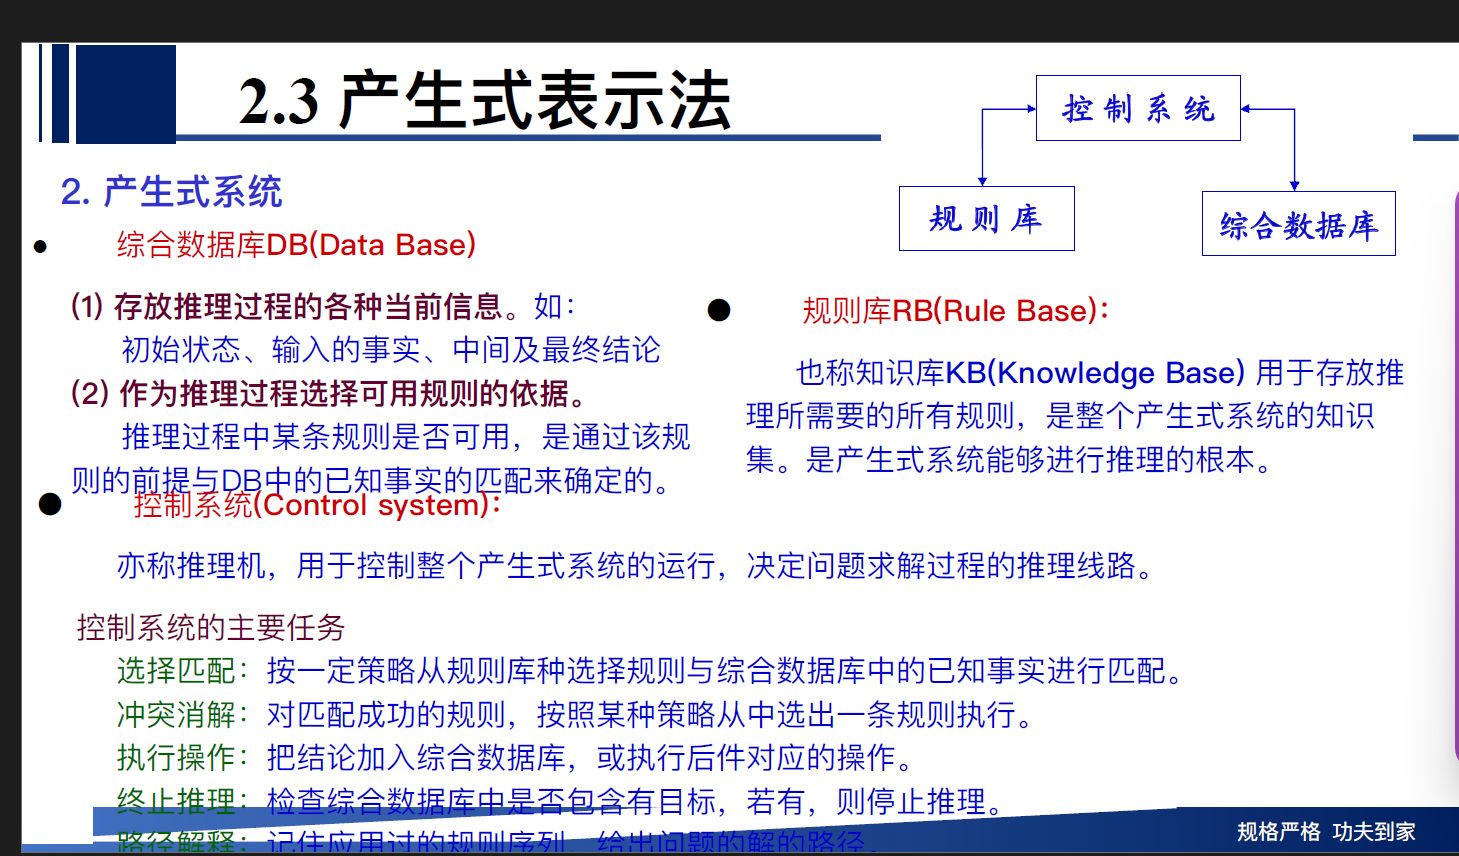 2.3 产生式表示法
控 制 系 统
规 则 库
综合数据库
2. 产生式系统
综合数据库DB(Data Base)
(1) 存放推理过程的各种当前信息。如：
初始状态、输入的事实、中间及最终结论
(2) 作为推理过程选择可用规则的依据。
推理过程中某条规则是否可用，是通过该规
则的前提与DB中的已知事实的匹配来确定的。
规则库RB(Rule Base)：
也称知识库KB(Knowledge Base) 用于存放推
理所需要的所有规则，是整个产生式系统的知识
集。是产生式系统能够进行推理的根本。
控制系统(Control system)：
亦称推理机，用于控制整个产生式系统的运行，决定问题求解过程的推理线路。
控制系统的主要任务
选择匹配：按一定策略从规则库种选择规则与综合数据库中的已知事实进行匹配。
冲突消解：对匹配成功的规则，按照某种策略从中选出一条规则执行。
执行操作：把结论加入综合数据库，或执行后件对应的操作。
终止推理：检查综合数据库中是否包含有目标，若有，则停止推理。
路径解释：记住应用过的规则序列，给出问题的解的路径。
规格严格 功夫到家